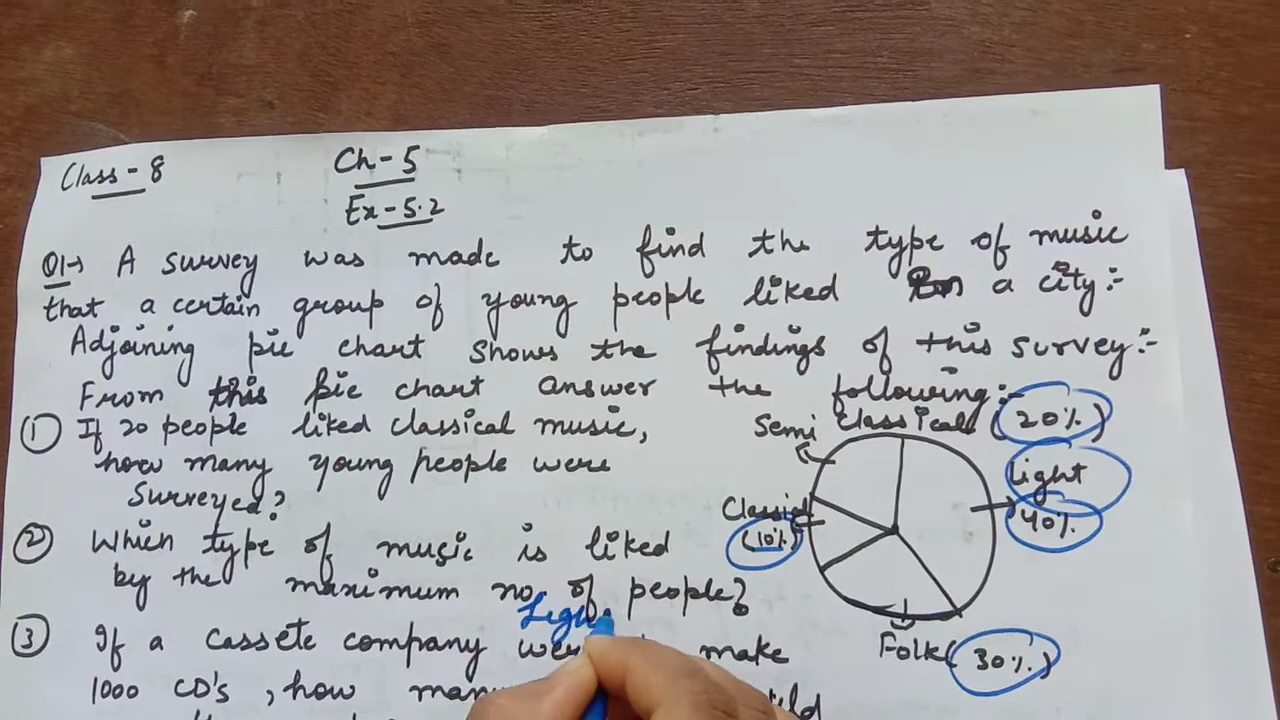 Class - 8
Ch - 5
Ex - 5.2
Q1→ A survey was made to find the type of music
that a certain group of young people liked in a city:-
Adjoining pie chart shows the findings of this survey:-
From this pie chart answer the following:-
① If 20 people liked classical music,
how many young people were
Surveyed?
② Which type of music is liked
by the maximum no. of people?
Ligh
③ If a cassete company were make
1000 CD's, how man
Semi Classical (20%)
light
40%
Classical
(10%)
Folk (30%)